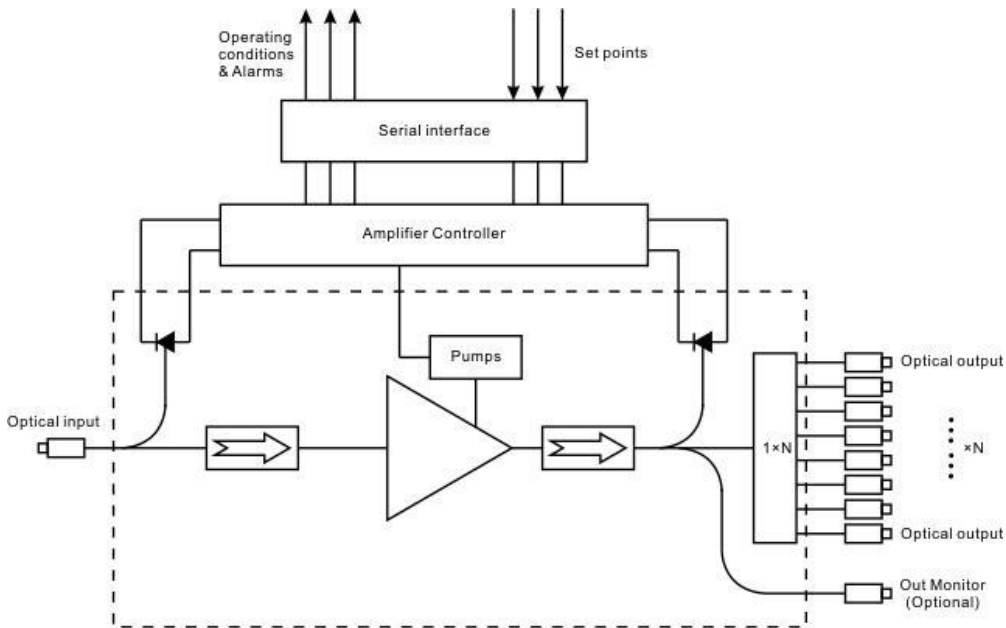 Operating
conditions
& Alarms
Set points
Serial interface
Amplifier Controller
Pumps
Optical input
1×N
Optical output
×N
Optical output
Out Monitor
(Optional)